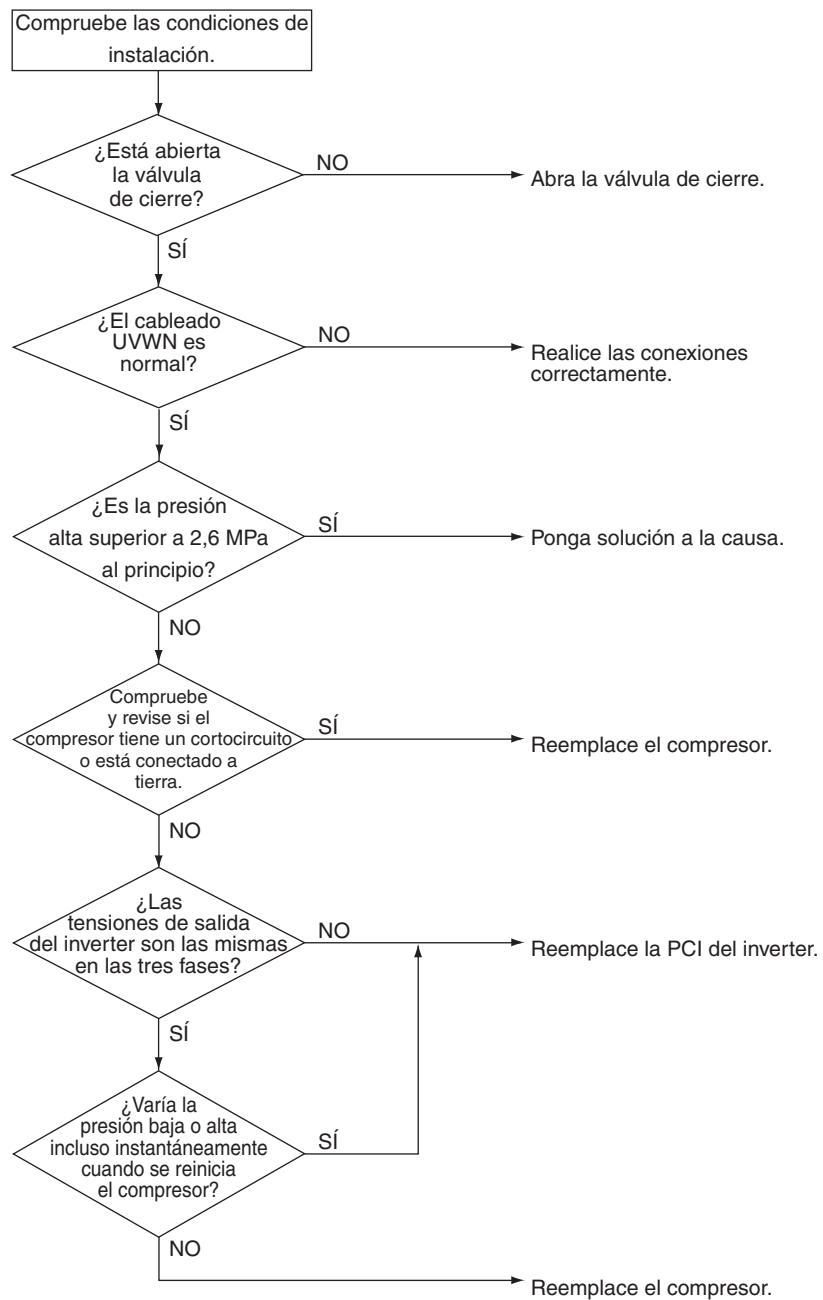 Compruebe las condiciones de
instalación.
¿Está abierta
la válvula
de cierre?
NO
Abra la válvula de cierre.
SÍ
¿El cableado
UVWN es
normal?
NO
Realice las conexiones
correctamente.
SÍ
¿Es la presión
alta superior a 2,6 MPa
al principio?
SÍ
Ponga solución a la causa.
NO
Compruebe
y revise si el
compresor tiene un cortocircuito
o está conectado a
tierra.
SÍ
Reemplace el compresor.
NO
¿Las
tensiones de salida
del inverter son las mismas
en las tres fases?
NO
Reemplace la PCI del inverter.
SÍ
¿Varía la
presión baja o alta
incluso instantáneamente
cuando se reinicia
el compresor?
SÍ
NO
Reemplace el compresor.